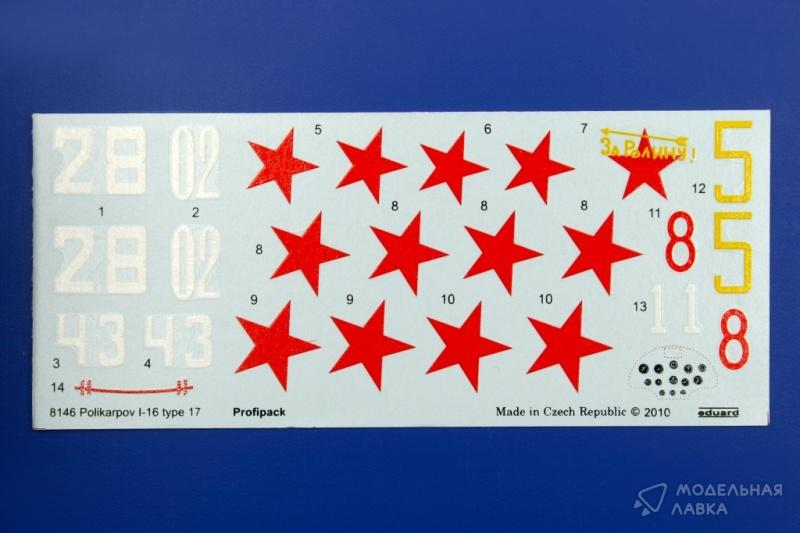 5 6 7
28 02 ЗА РОДИНУ! 5
12
1 2 8 8 8 11
28 02 8 8 5
9 9 10 10 13 11 8
43 43
3 4
14
8146 Polikarpov I-16 type 17 Profipack Made in Czech Republic © 2010 eduard
МОДЕЛЬНАЯ
ЛАВКА